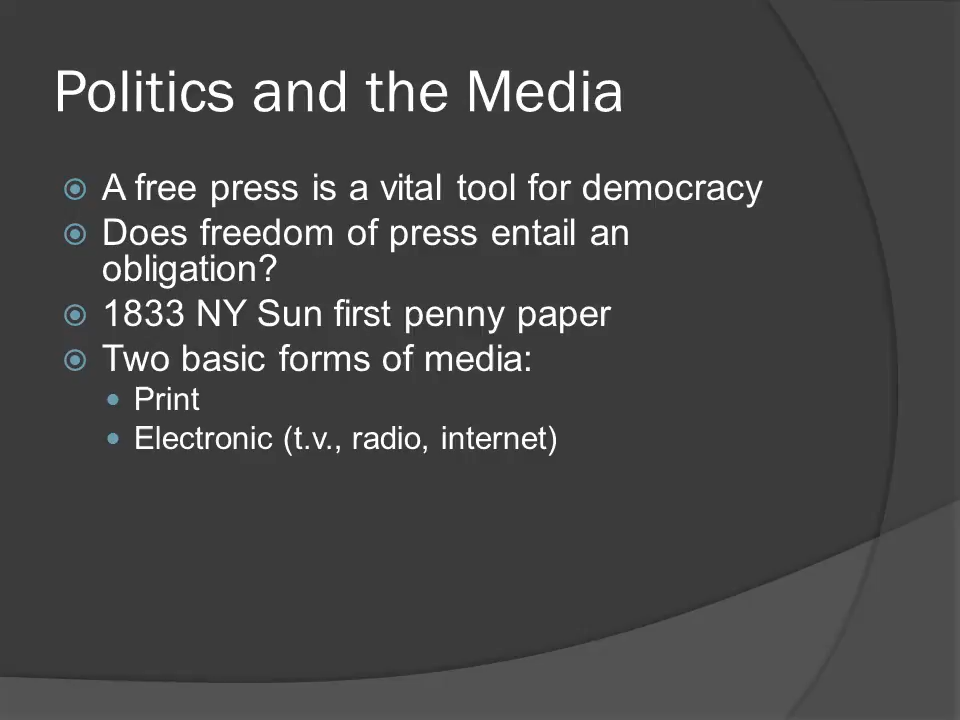 Politics and the Media
A free press is a vital tool for democracy
Does freedom of press entail an
obligation?
1833 NY Sun first penny paper
Two basic forms of media:
Print
Electronic (t.v., radio, internet)